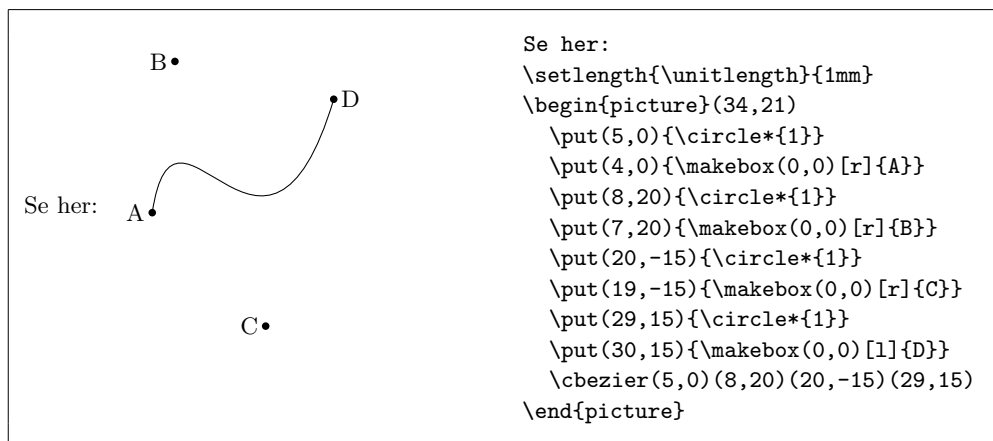 B
D
Se her: A
C
Se her:
\setlength{\unitlength}{1mm}
\begin{picture}(34,21)
  \put(5,0){\circle*{1}}
  \put(4,0){\makebox(0,0)[r]{A}}
  \put(8,20){\circle*{1}}
  \put(7,20){\makebox(0,0)[r]{B}}
  \put(20,-15){\circle*{1}}
  \put(19,-15){\makebox(0,0)[r]{C}}
  \put(29,15){\circle*{1}}
  \put(30,15){\makebox(0,0)[l]{D}}
  \cbezier(5,0)(8,20)(20,-15)(29,15)
\end{picture}